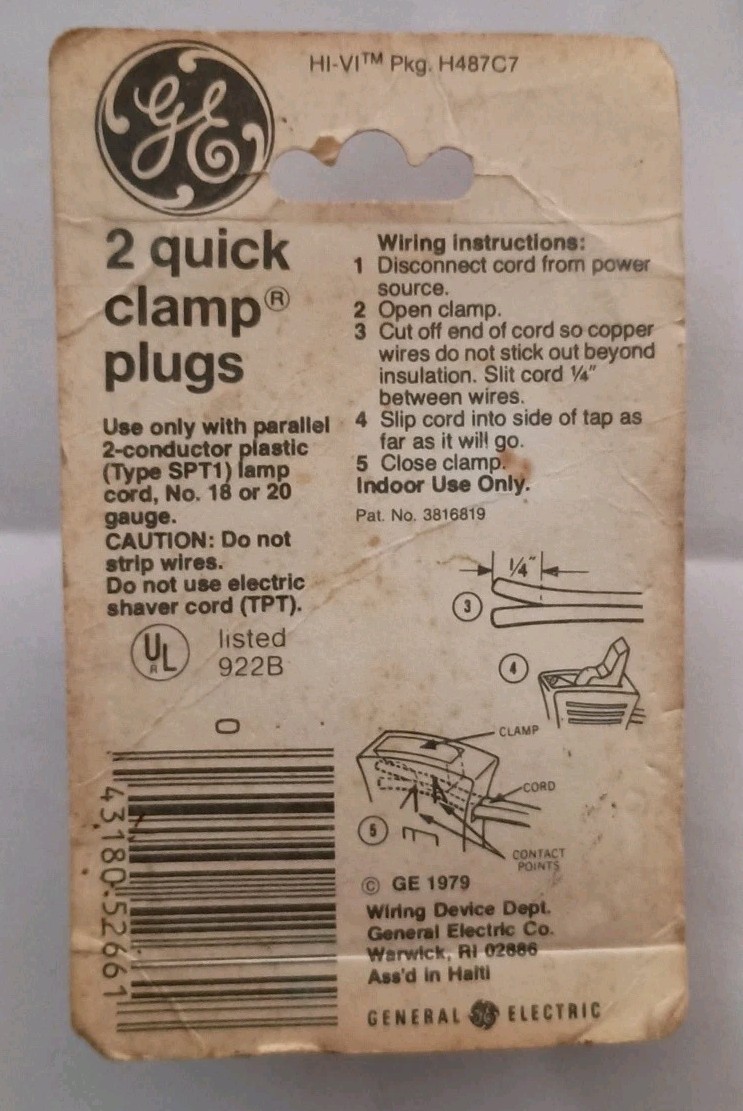 GE
HI-VI™ Pkg. H487C7
2 quick
clamp®
plugs
Use only with parallel
2-conductor plastic
(Type SPT1) lamp
cord, No. 18 or 20
gauge.
CAUTION: Do not
strip wires.
Do not use electric
shaver cord (TPT).
UL
R
listed
922B
Wiring instructions:
1 Disconnect cord from power
source.
2 Open clamp.
3 Cut off end of cord so copper
wires do not stick out beyond
insulation. Slit cord ¼"
between wires.
4 Slip cord into side of tap as
far as it will go.
5 Close clamp.
Indoor Use Only.
Pat. No. 3816819
¼"
3
4
CLAMP
CORD
5
CONTACT
POINTS
0
43180-52661
© GE 1979
Wiring Device Dept.
General Electric Co.
Warwick, RI 02886
Ass'd in Haiti
GENERAL GE ELECTRIC